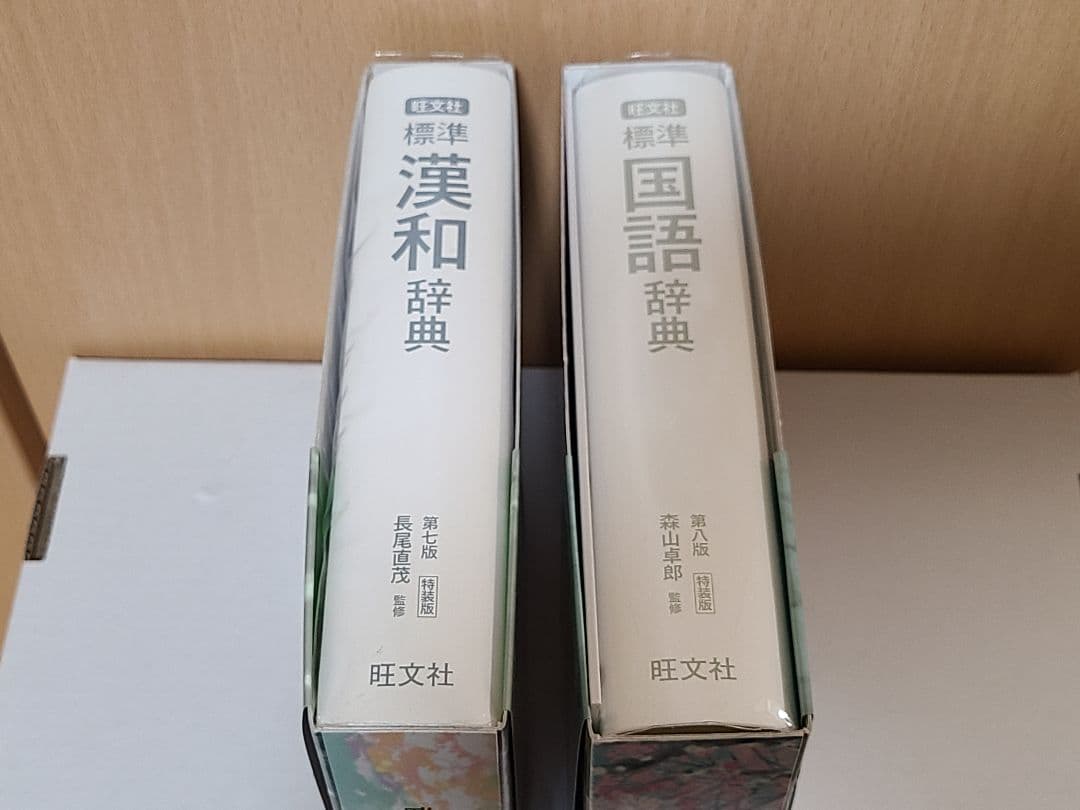 旺文社
標準
漢和
辞典
第七版
特装版
長尾直茂 監修
旺文社
旺文社
標準
国語
辞典
第八版
特装版
森山卓郎 監修
旺文社